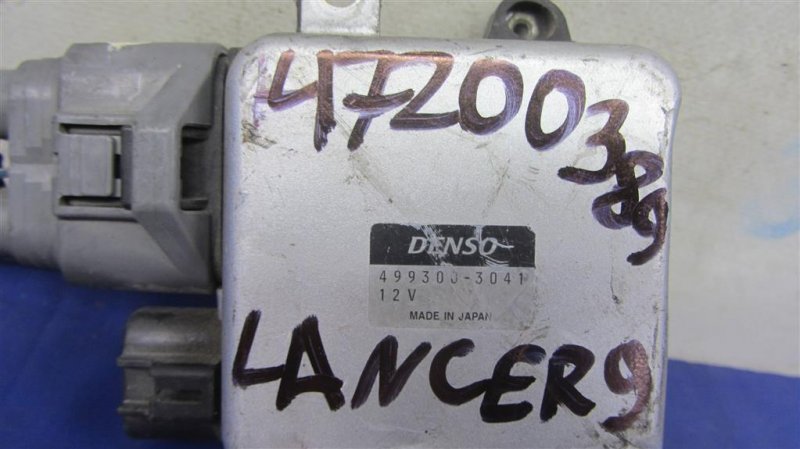 47200389
DENSO
499300-3041
12V
MADE IN JAPAN
LANCER9